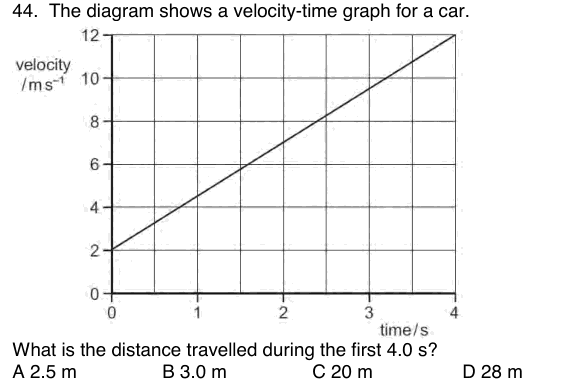 44. The diagram shows a velocity-time graph for a car.
12
velocity
/ m s⁻¹
10
8
6
4
2
0
0 1 2 3 4
time/s
What is the distance travelled during the first 4.0 s?
A 2.5 m B 3.0 m C 20 m D 28 m